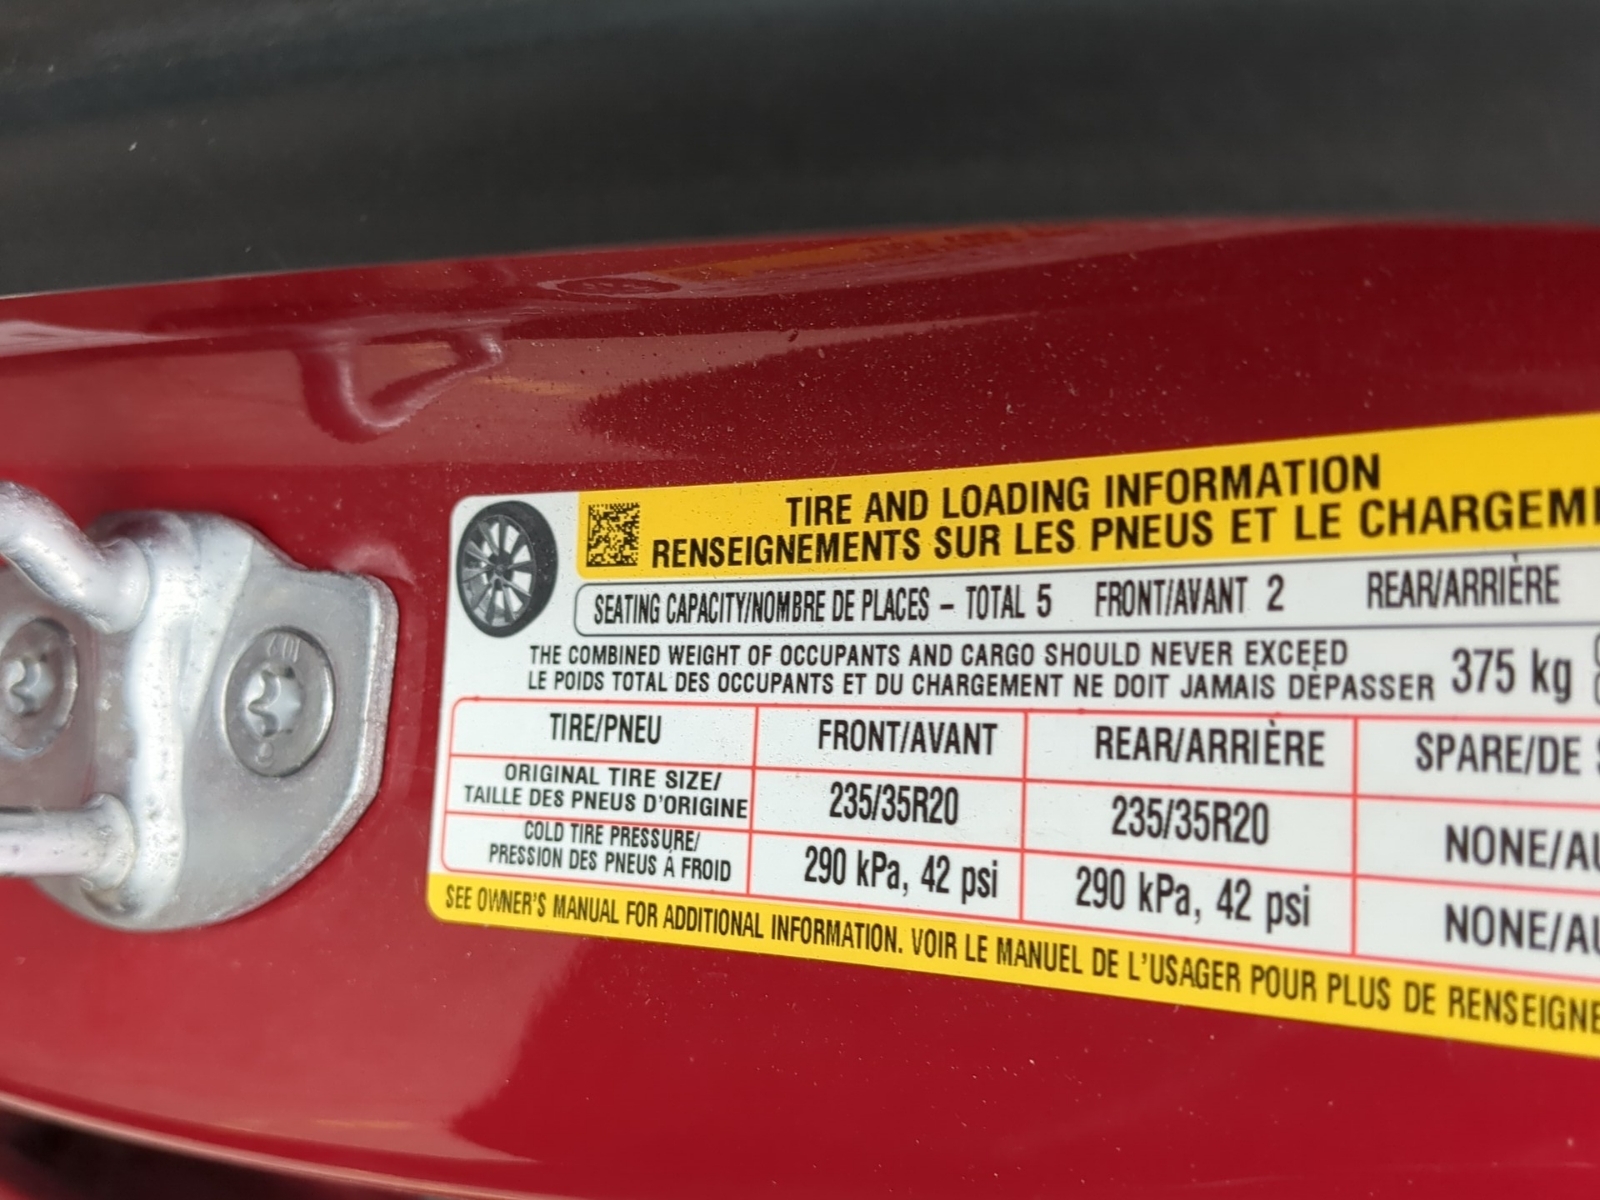 TIRE AND LOADING INFORMATION
RENSEIGNEMENTS SUR LES PNEUS ET LE CHARGEM
SEATING CAPACITY/NOMBRE DE PLACES – TOTAL 5 FRONT/AVANT 2 REAR/ARRIÈRE
THE COMBINED WEIGHT OF OCCUPANTS AND CARGO SHOULD NEVER EXCEED
LE POIDS TOTAL DES OCCUPANTS ET DU CHARGEMENT NE DOIT JAMAIS DÉPASSER 375 kg
TIRE/PNEU FRONT/AVANT REAR/ARRIÈRE SPARE/DE
ORIGINAL TIRE SIZE/
TAILLE DES PNEUS D'ORIGINE 235/35R20 235/35R20 NONE/AU
COLD TIRE PRESSURE/
PRESSION DES PNEUS À FROID 290 kPa, 42 psi 290 kPa, 42 psi NONE/AU
SEE OWNER'S MANUAL FOR ADDITIONAL INFORMATION. VOIR LE MANUEL DE L'USAGER POUR PLUS DE RENSEIGNE